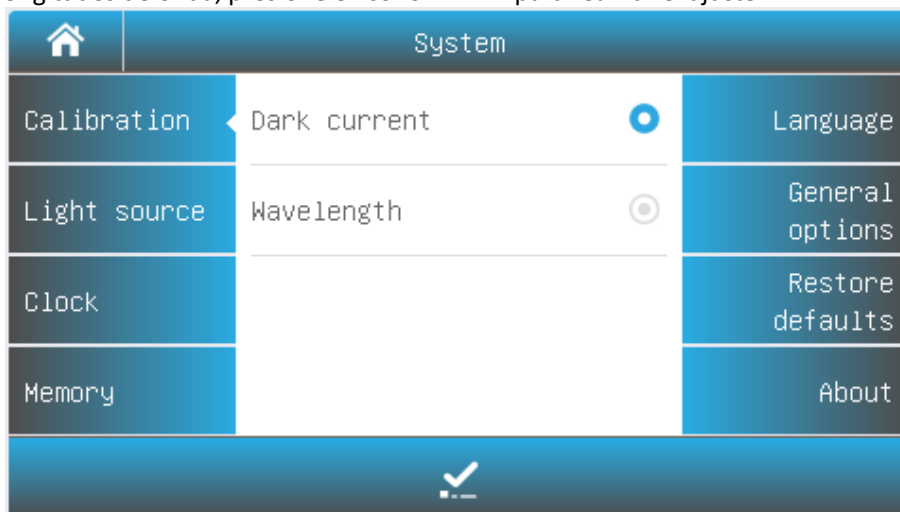 System
Calibration
Dark current
Language
Light source
Wavelength
General
options
Clock
Restore
defaults
Memory
About